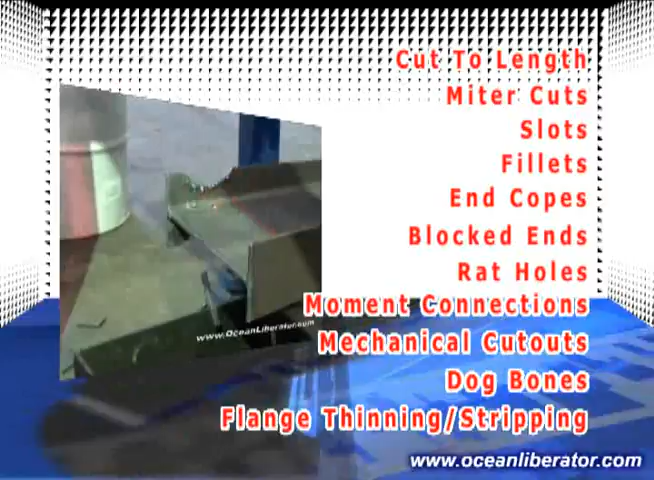 Cut To Length
Miter Cuts
Slots
Fillets
End Copes
Blocked Ends
Rat Holes
Moment Connections
www.OceanLiberator.com
Mechanical Cutouts
Dog Bones
Flange Thinning/Stripping
www.oceanliberator.com